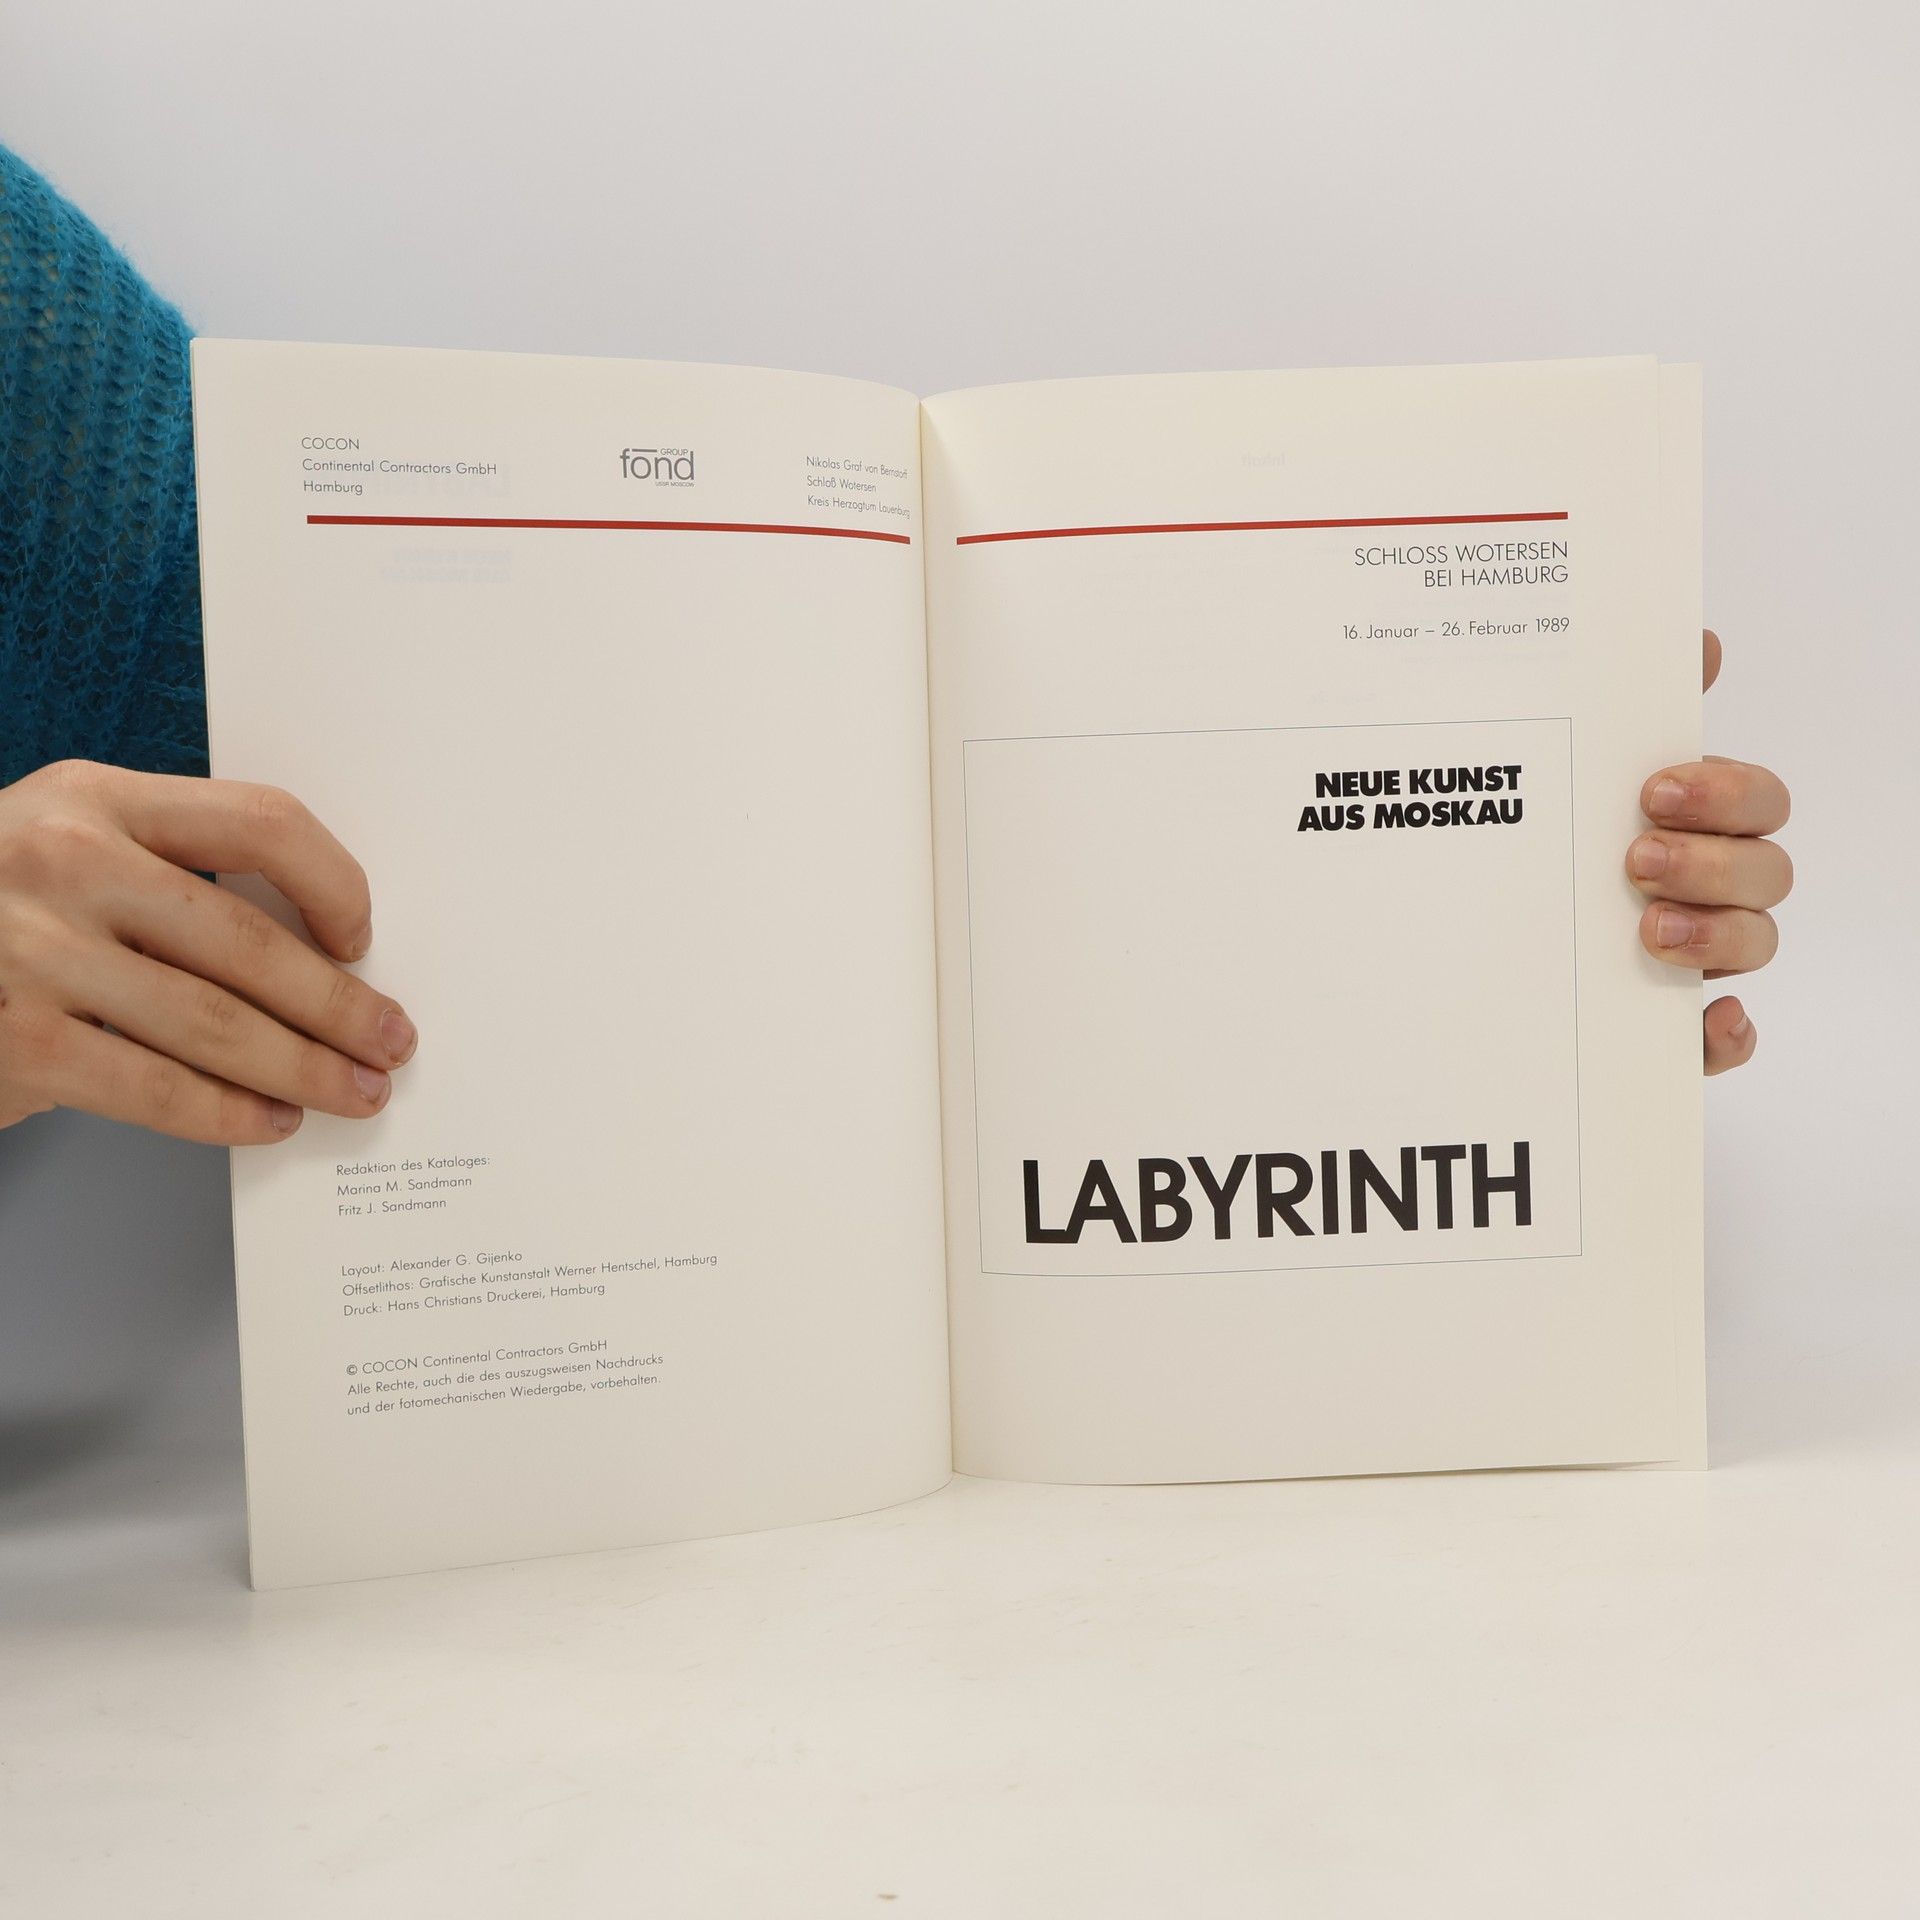 COCON
Continental Contractors GmbH
Hamburg
GROUP
fond
USSR MOSCOW
Nikolas Graf von Bernstorff
Schloß Wotersen
Kreis Herzogtum Lauenburg
Redaktion des Kataloges:
Marina M. Sandmann
Fritz J. Sandmann
Layout: Alexander G. Gijenko
Offsetlithos: Grafische Kunstanstalt Werner Hentschel, Hamburg
Druck: Hans Christians Druckerei, Hamburg
© COCON Continental Contractors GmbH
Alle Rechte, auch die des auszugsweisen Nachdrucks
und der fotomechanischen Wiedergabe, vorbehalten.
SCHLOSS WOTERSEN
BEI HAMBURG
16. Januar – 26. Februar 1989
NEUE KUNST
AUS MOSKAU
LABYRINTH